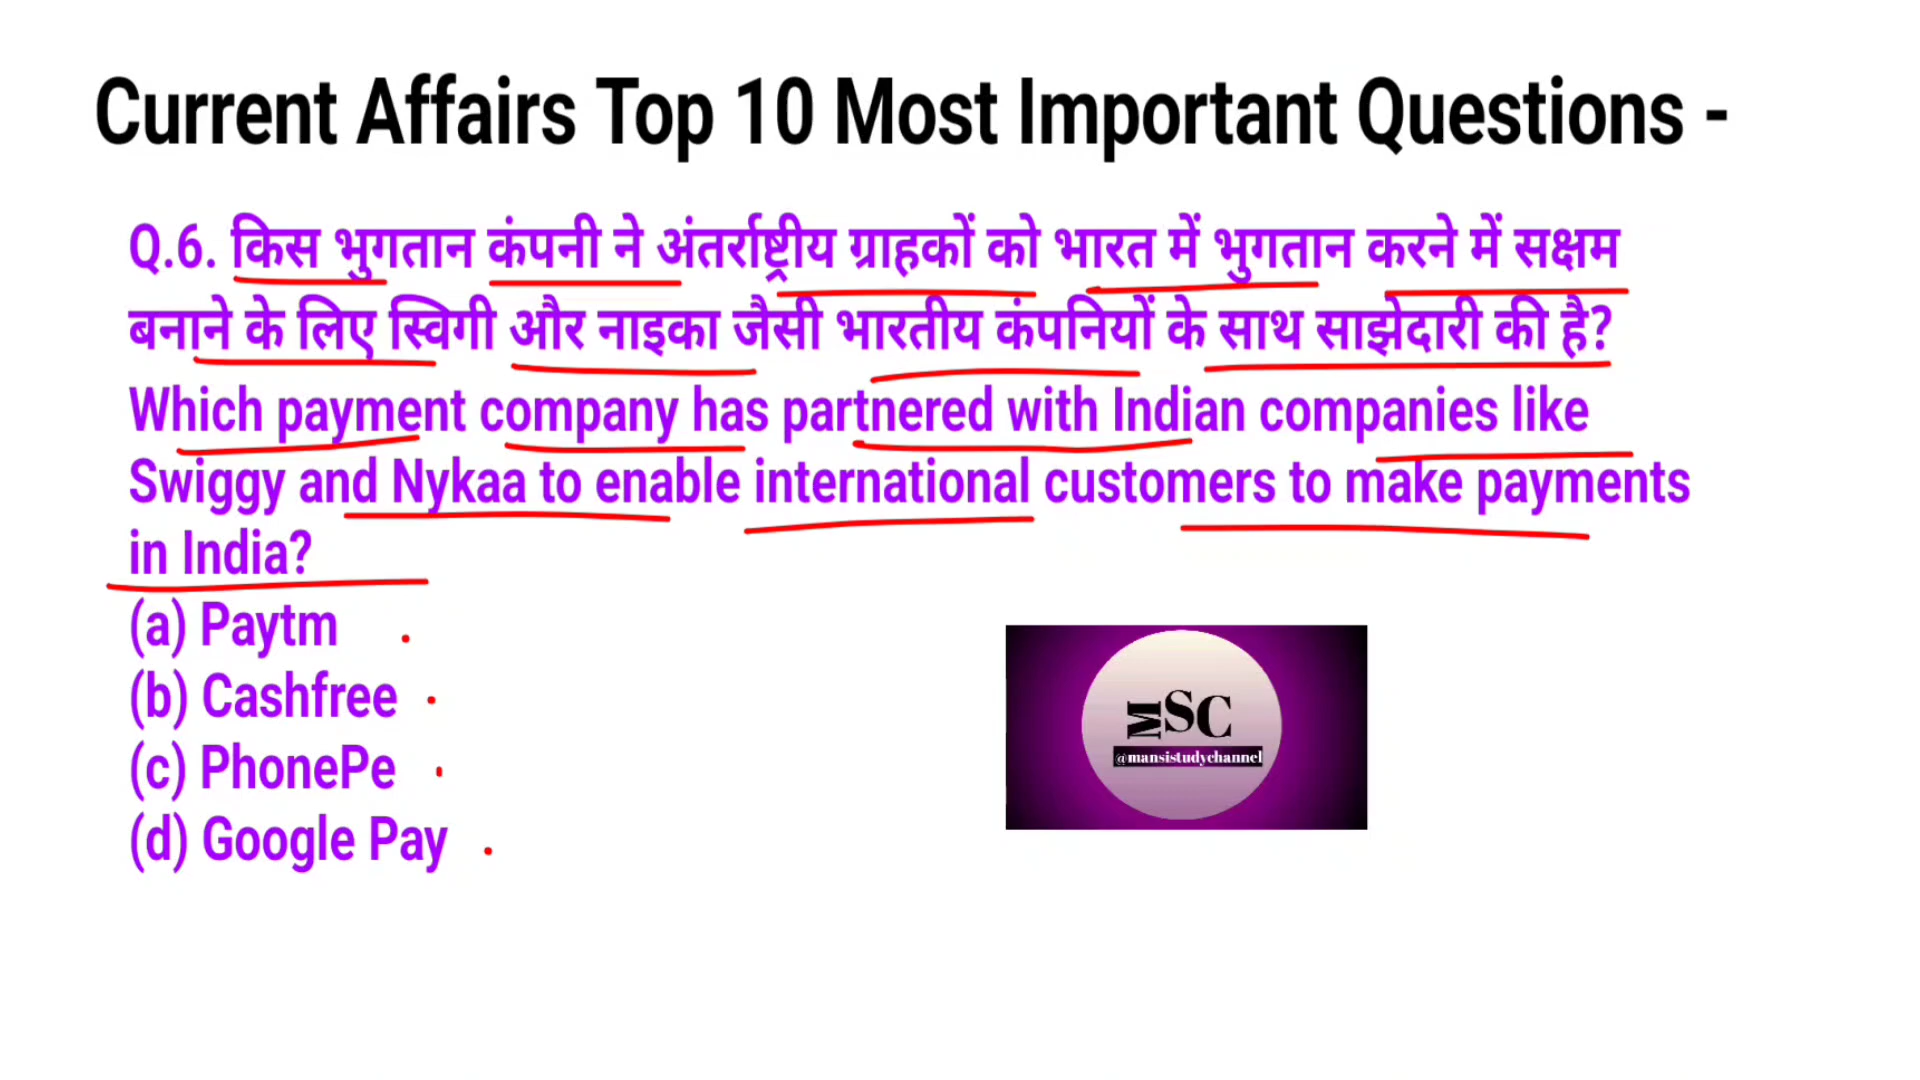 Current Affairs Top 10 Most Important Questions -
Q.6. किस भुगतान कंपनी ने अंतर्राष्ट्रीय ग्राहकों को भारत में भुगतान करने में सक्षम
बनाने के लिए स्विगी और नाइका जैसी भारतीय कंपनियों के साथ साझेदारी की है?
Which payment company has partnered with Indian companies like
Swiggy and Nykaa to enable international customers to make payments
in India?
(a) Paytm
(b) Cashfree
(c) PhonePe
(d) Google Pay
MSC
@mansistudychannel